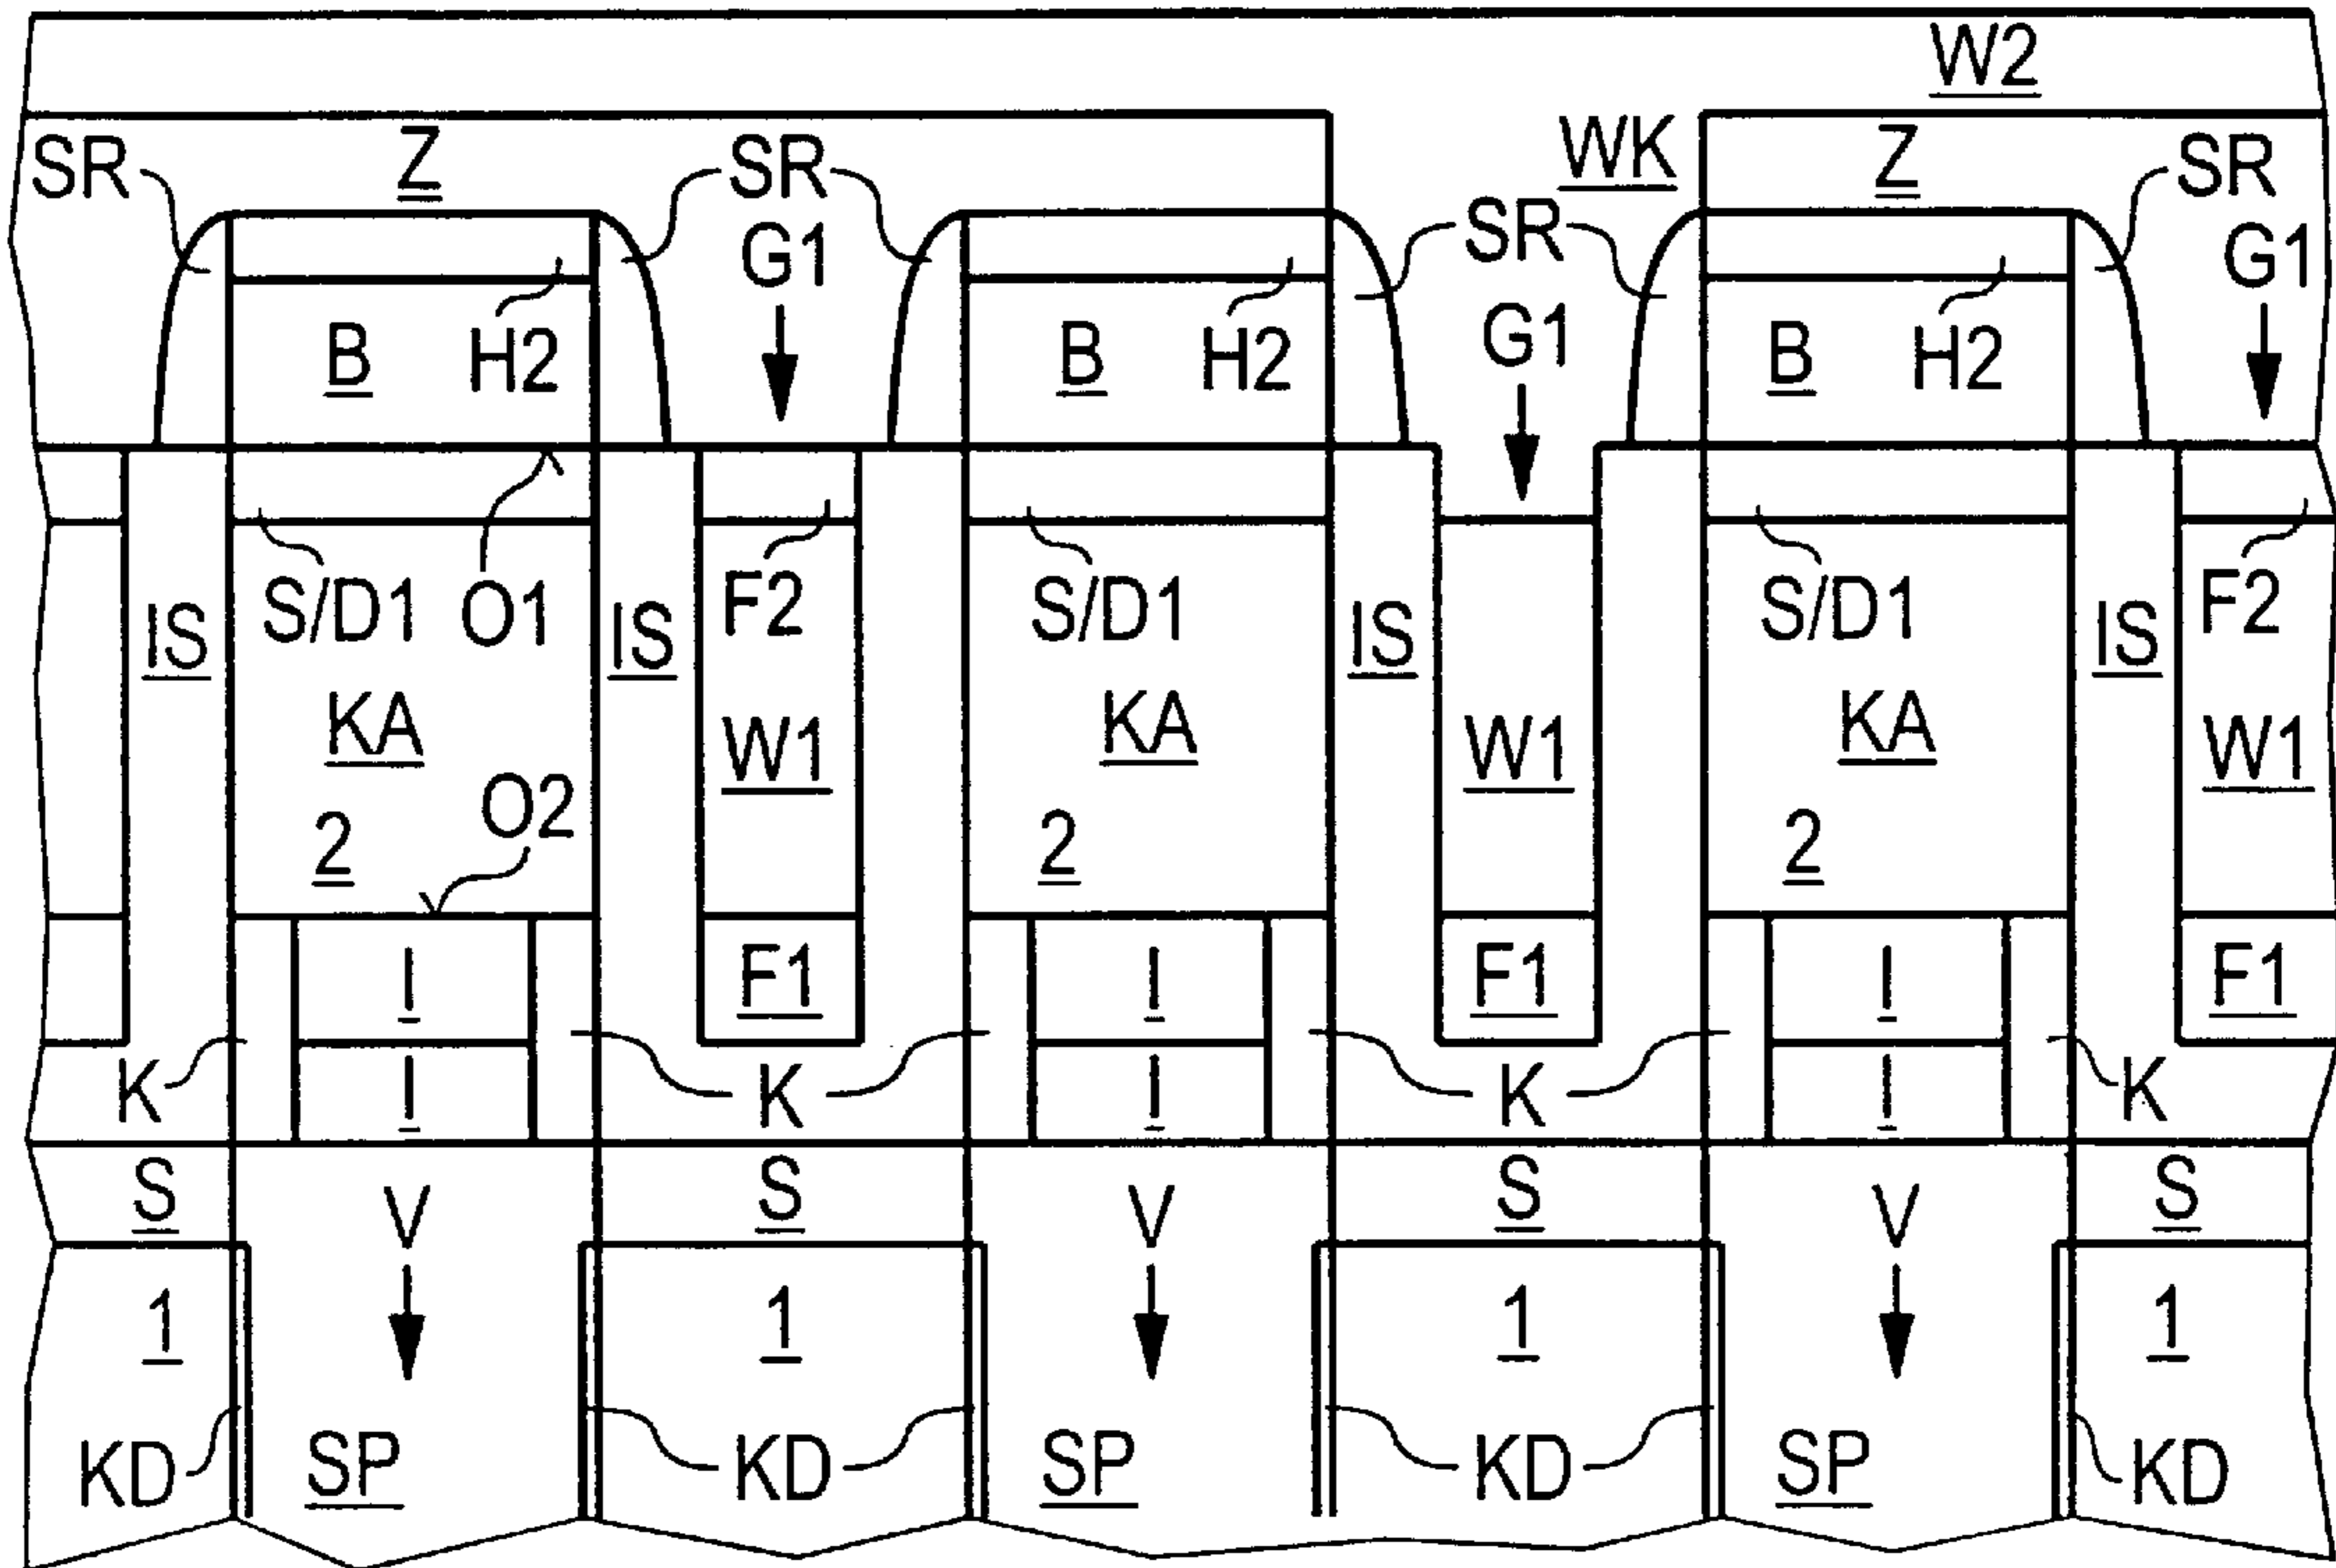 W2
SR Z SR WK Z SR
G1 SR G1
B H2 B H2 G1 B H2
S/D1 O1 F2 S/D1 S/D1 F2
IS IS IS IS
KA W1 KA W1 KA W1
O2
2 2 2
I F1 I F1 I F1
K I K I K I K
S V S V S V S
1 1 1 1
KD SP KD SP KD SP KD